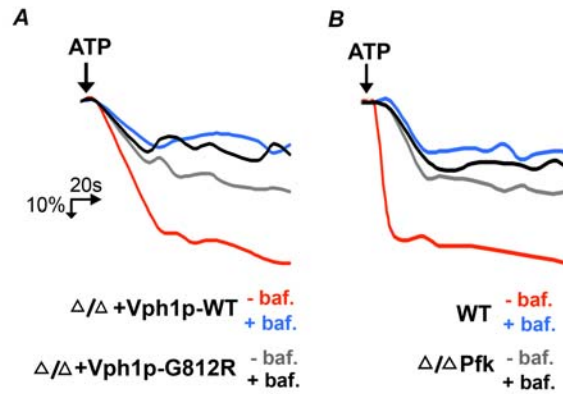 A
ATP
20s
10%
△/△ +Vph1p-WT - baf.
+ baf.
△/△+Vph1p-G812R - baf.
+ baf.
B
ATP
WT - baf.
+ baf.
△/△Pfk - baf.
+ baf.